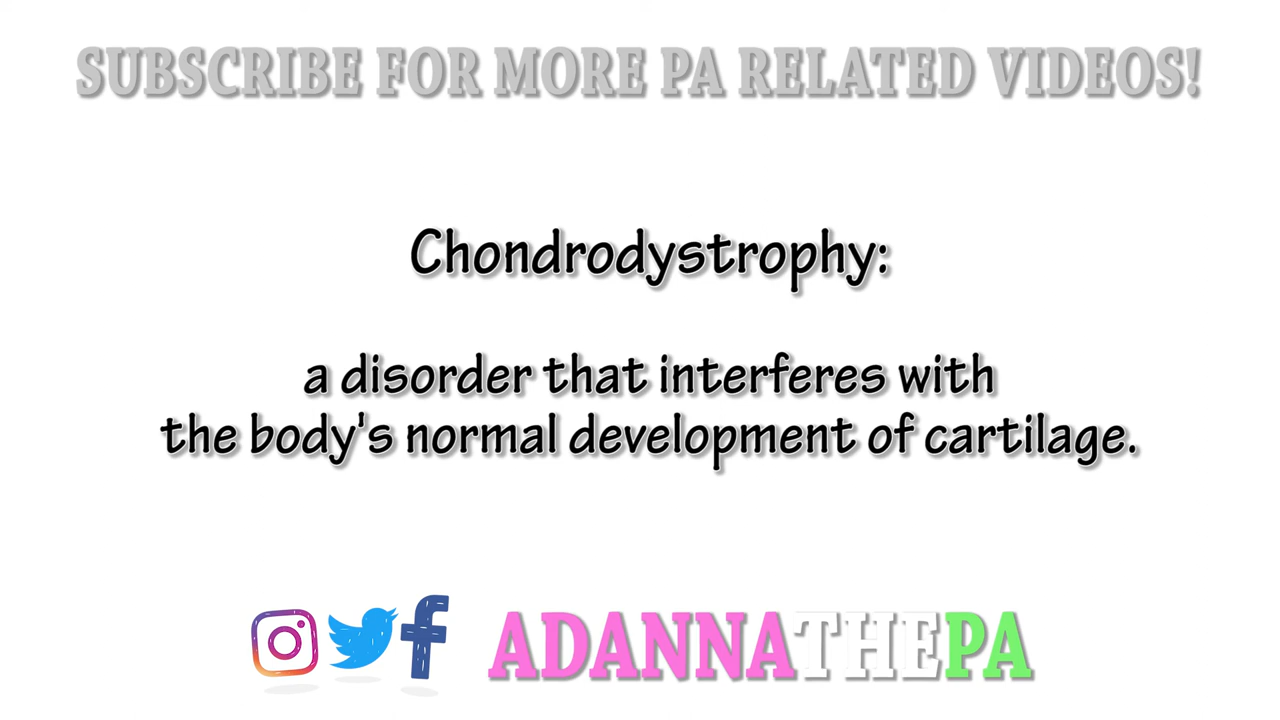 SUBSCRIBE FOR MORE PA RELATED VIDEOS!
Chondrodystrophy:
a disorder that interferes with
the body's normal development of cartilage.
ADANNATHEPA